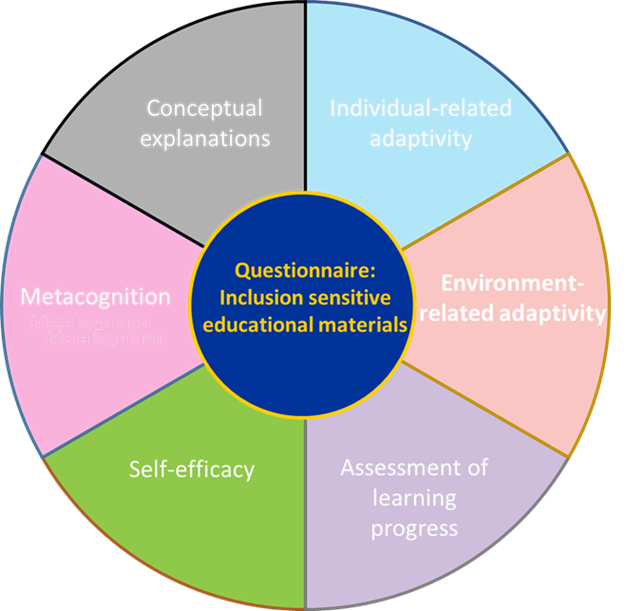 Conceptual
explanations
Individual-related
adaptivity
Environment-
related adaptivity
Assessment of
learning
progress
Self-efficacy
Metacognition
Questionnaire:
Inclusion sensitive
educational materials